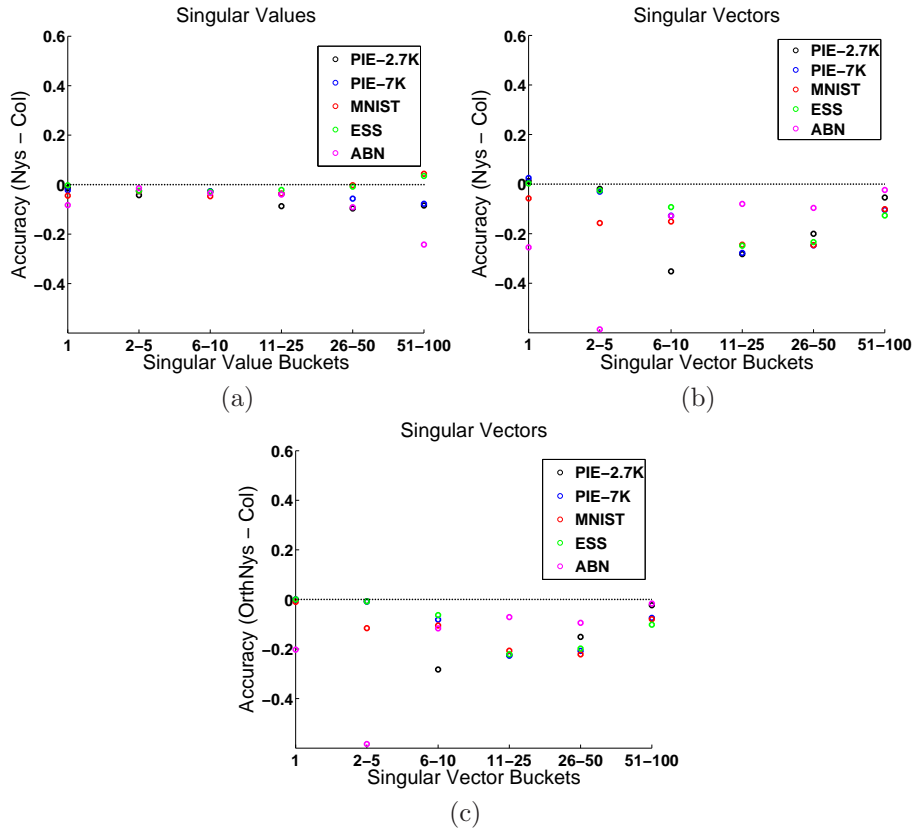 Singular Values
0.6
0.4
0.2
0
−0.2
−0.4
Accuracy (Nys − Col)
PIE−2.7K
PIE−7K
MNIST
ESS
ABN
1 2−5 6−10 11−25 26−50 51−100
Singular Value Buckets
(a)
Singular Vectors
0.6
0.4
0.2
0
−0.2
−0.4
Accuracy (Nys − Col)
PIE−2.7K
PIE−7K
MNIST
ESS
ABN
1 2−5 6−10 11−25 26−50 51−100
Singular Vector Buckets
(b)
Singular Vectors
0.6
0.4
0.2
0
−0.2
−0.4
Accuracy (OrthNys − Col)
PIE−2.7K
PIE−7K
MNIST
ESS
ABN
1 2−5 6−10 11−25 26−50 51−100
Singular Vector Buckets
(c)